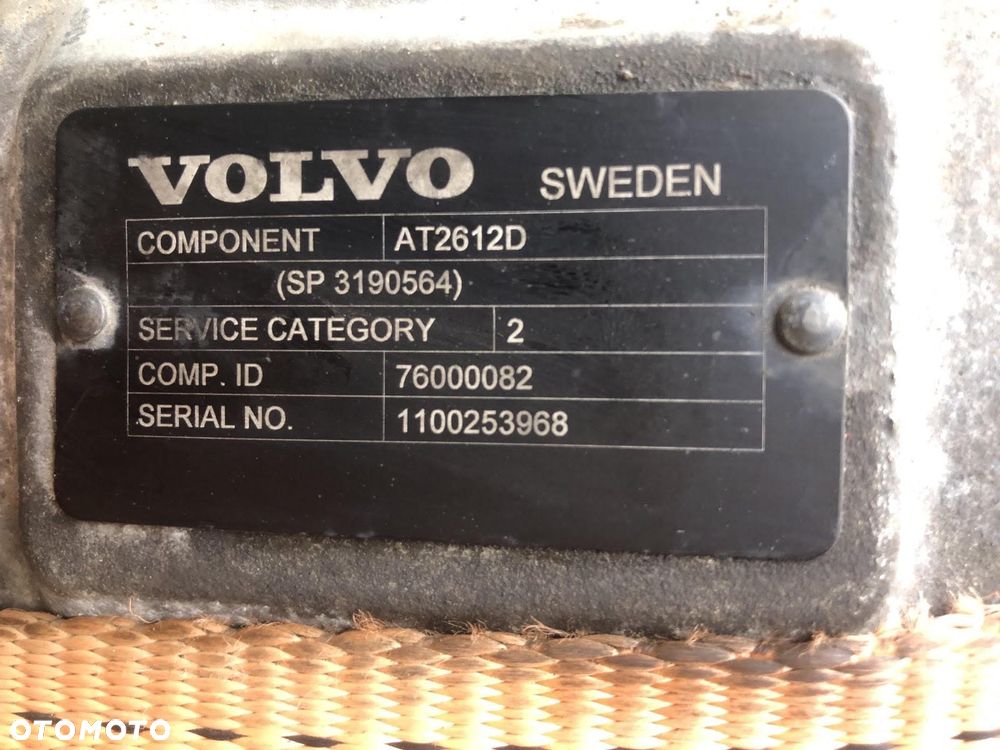 VOLVO SWEDEN
COMPONENT AT2612D
(SP 3190564)
SERVICE CATEGORY 2
COMP. ID 76000082
SERIAL NO. 1100253968
OTOMOTO